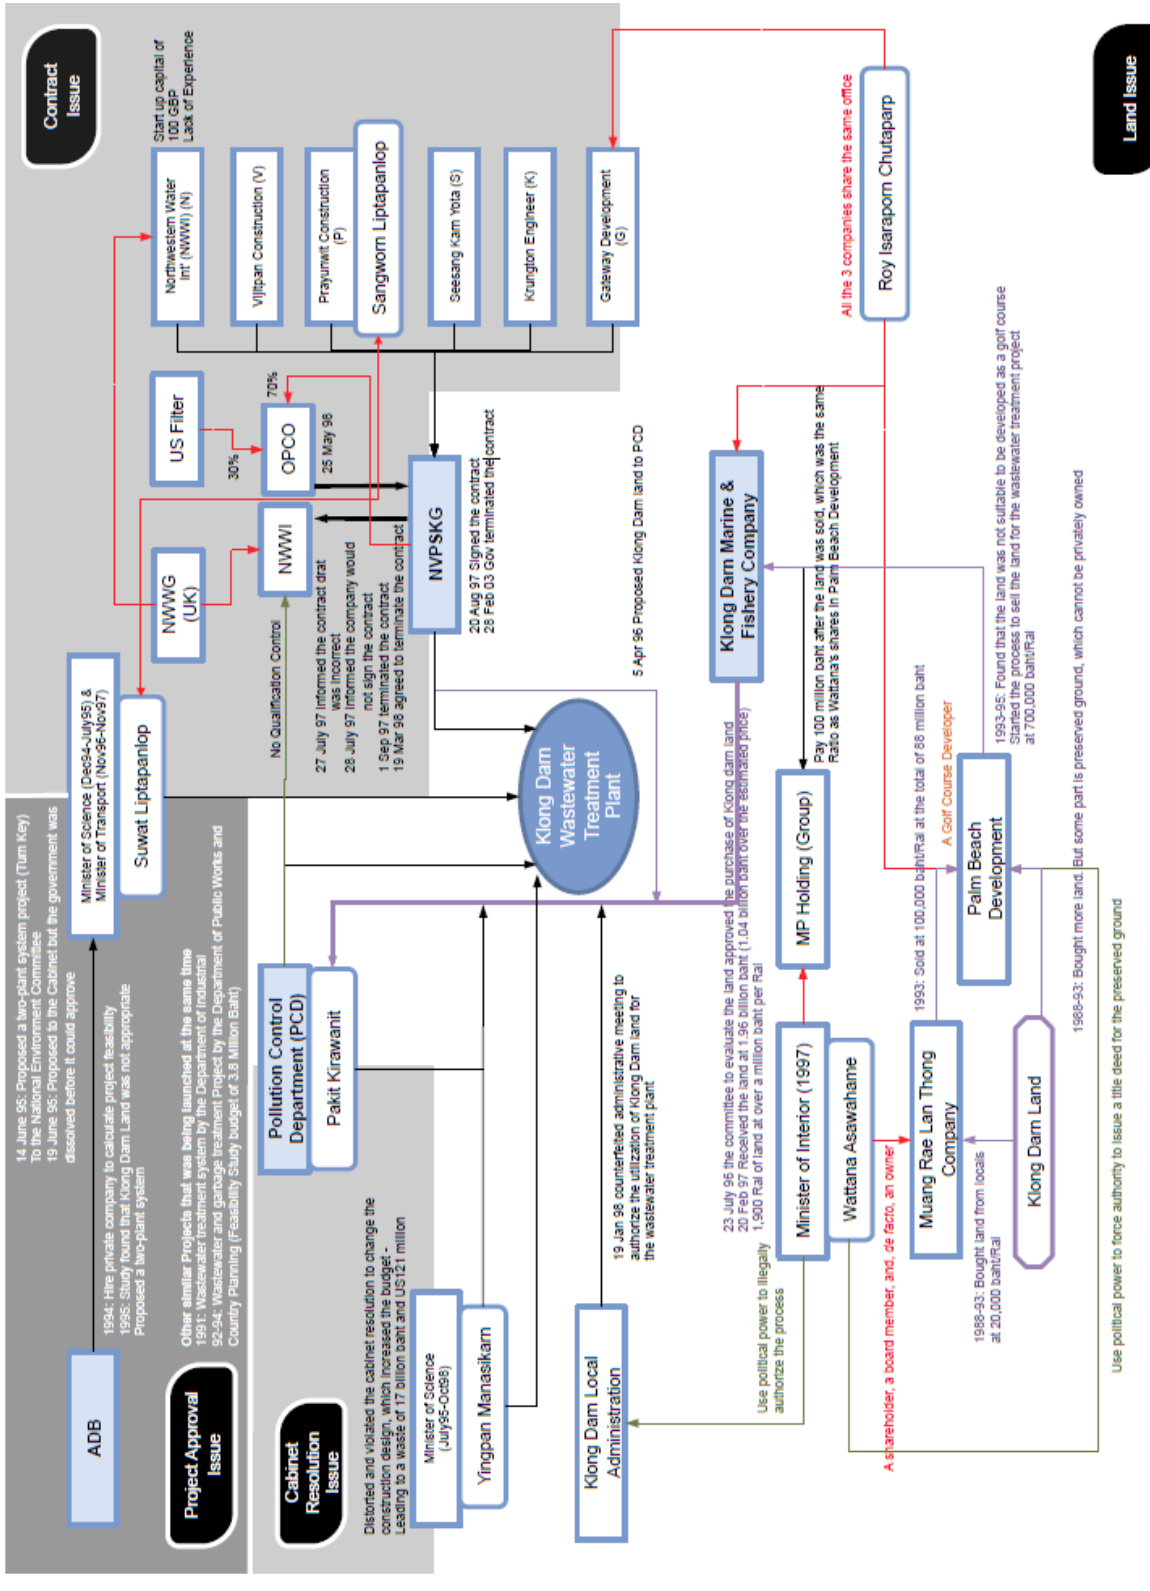 ADB
14 June 95: Proposed a two-plant system project (Turn Key)
To the National Environment Committee
19 June 95: Proposed to the Cabinet but the government was
dissolved before it could approve
1994: Hire private company to calculate project feasibility
1995: Study found that Klong Darn Land was not appropriate
Proposed a two-plant system
Project Approval
Issue
Other similar Projects that was being launched at the same time
1991: Wastewater treatment system by the Department of Industrial
92-94: Wastewater and garbage treatment Project by the Department of Public Works and
Country Planning (Feasibility Study budget of 3.8 Million Baht)
Minister of Science (Dec94-July95) &
Minister of Transport (Nov96-Nov97)
Suwat Liptapanlop
Contract
Issue
NWWG
(UK)
US Filter
30%
OPCO
70%
25 May 98
NWWI
Northwestern Water
Int' (NWWI) (N)
Start up capital of
100 GBP
Lack of Experience
Vijitpan Construction (V)
Prayunwit Construction
(P)
Sangworn Liptapanlop
Seesang Karn Yota (S)
Krungton Engineer (K)
Gateway Development
(G)
No Qualification Control
27 July 97 Informed the contract drat
was incorrect
28 July 97 Informed the company would
not sign the contract
1 Sep 97 terminated the contract
19 Mar 98 agreed to terminate the contract
NVPSKG
20 Aug 97 Signed the contract
28 Feb 03 Gov terminated the contract
Cabinet
Resolution
Issue
Pollution Control
Department (PCD)
Pakit Kirawanit
Distorted and violated the cabinet resolution to change the
construction design, which increased the budget -
Leading to a waste of 17 billion baht and US121 million
Minister of Science
(July95-Oct98)
Yingpan Manasikarn
Klong Darn
Wastewater
Treatment
Plant
5 Apr 96 Proposed Klong Darn land to PCD
Klong Darn Local
Administration
19 Jan 98 counterfeited administrative meeting to
authorize the utilization of Klong Darn land for
the wastewater treatment plant
Klong Darn Marine &
Fishery Company
23 July 96 the committee to evaluate the land approved the purchase of Klong darn land
20 Feb 97 Received the land at 1.96 billion baht (1.04 billion baht over the estimated price)
1,900 Rai of land at over a million baht per Rai
Use political power to illegally
authorize the process
Minister of Interior (1997)
Wattana Asawahame
MP Holding (Group)
Pay 100 million baht after the land was sold, which was the same
Ratio as Wattana's shares in Palm Beach Development
All the 3 companies share the same office
Roy Isaraporn Chutaparp
A shareholder, a board member, and, de facto, an owner
Muang Rae Lan Thong
Company
1993: Sold at 100,000 baht/Rai at the total of 88 million baht
A Golf Course Developer
Palm Beach
Development
1993-95: Found that the land was not suitable to be developed as a golf course
Started the process to sell the land for the wastewater treatment project
at 700,000 baht/Rai
1988-93: Bought land from locals
at 20,000 baht/Rai
Klong Darn Land
1988-93: Bought more land. But some part is preserved ground, which cannot be privately owned
Use political power to force authority to issue a title deed for the preserved ground
Land Issue